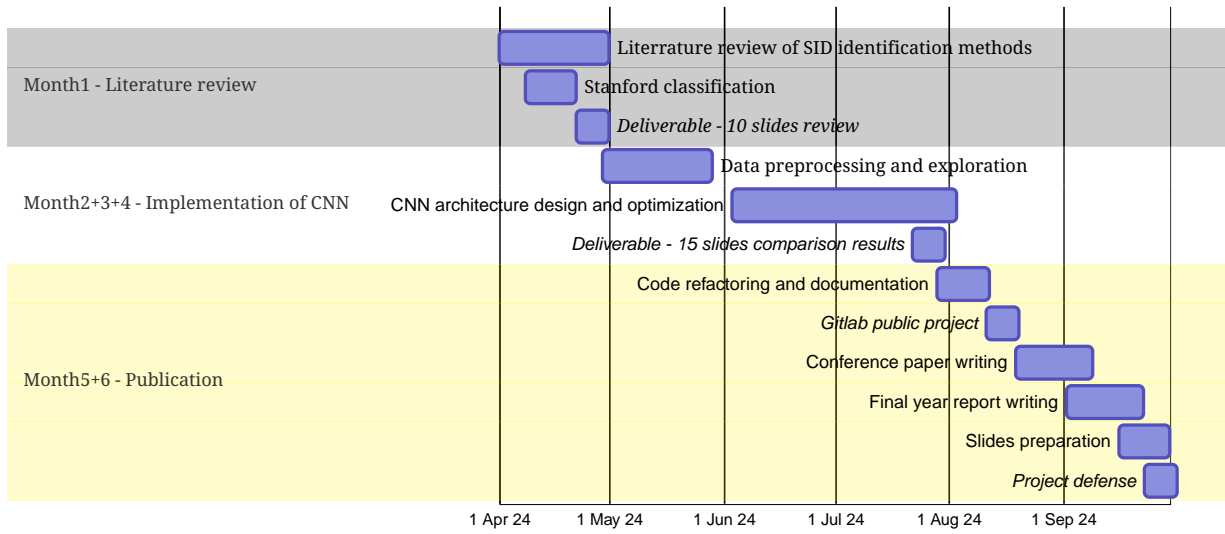 Literrature review of SID identification methods
Month1 - Literature review
Stanford classification
Deliverable - 10 slides review
Data preprocessing and exploration
Month2+3+4 - Implementation of CNN
CNN architecture design and optimization
Deliverable - 15 slides comparison results
Code refactoring and documentation
Gitlab public project
Conference paper writing
Month5+6 - Publication
Final year report writing
Slides preparation
Project defense
1 Apr 24
1 May 24
1 Jun 24
1 Jul 24
1 Aug 24
1 Sep 24